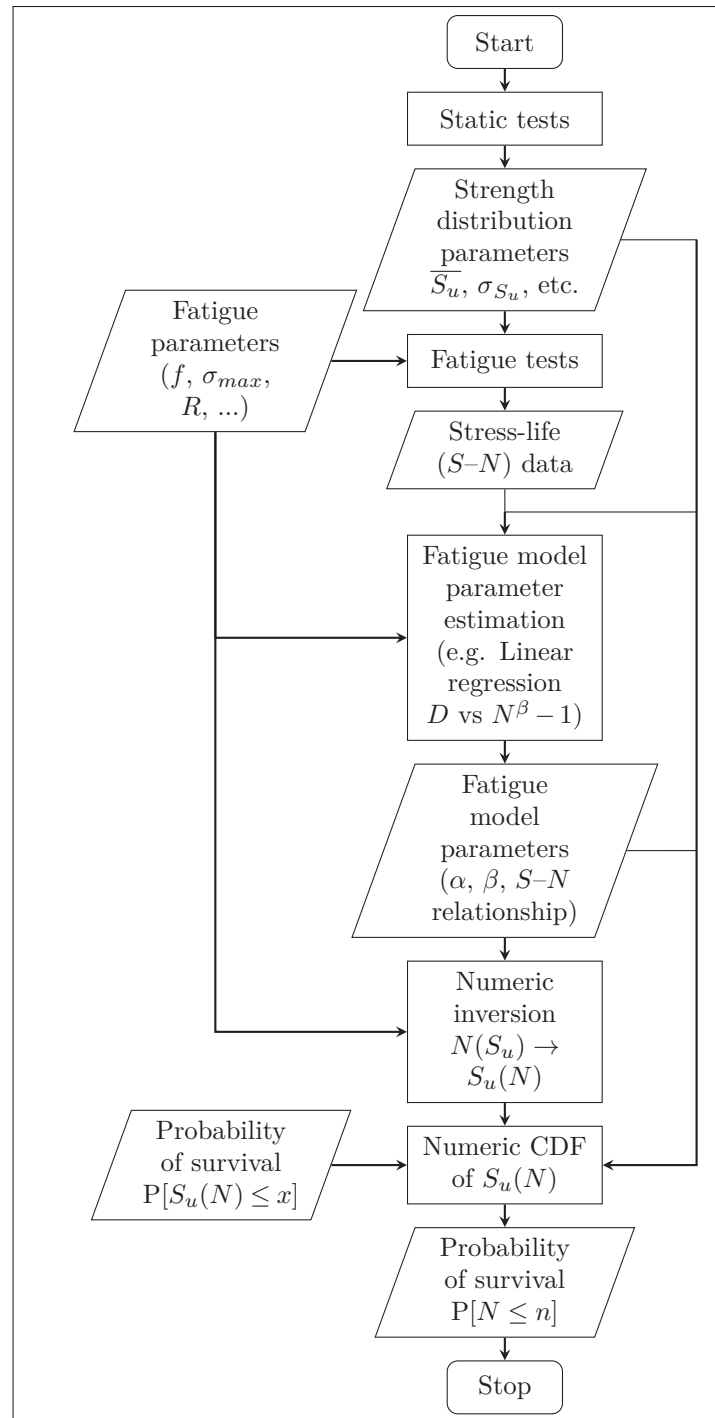 Start
Static tests
Strength
distribution
parameters
$\overline{S_u}$, $\sigma_{S_u}$, etc.
Fatigue
parameters
($f$, $\sigma_{max}$,
$R$, ...)
Fatigue tests
Stress-life
($S$–$N$) data
Fatigue model
parameter
estimation
(e.g. Linear
regression
$D$ vs $N^{\beta} - 1$)
Fatigue
model
parameters
($\alpha$, $\beta$, $S$–$N$
relationship)
Numeric
inversion
$N(S_u) \to$
$S_u(N)$
Probability
of survival
P[$S_u(N) \leq x$]
Numeric CDF
of $S_u(N)$
Probability
of survival
P[$N \leq n$]
Stop